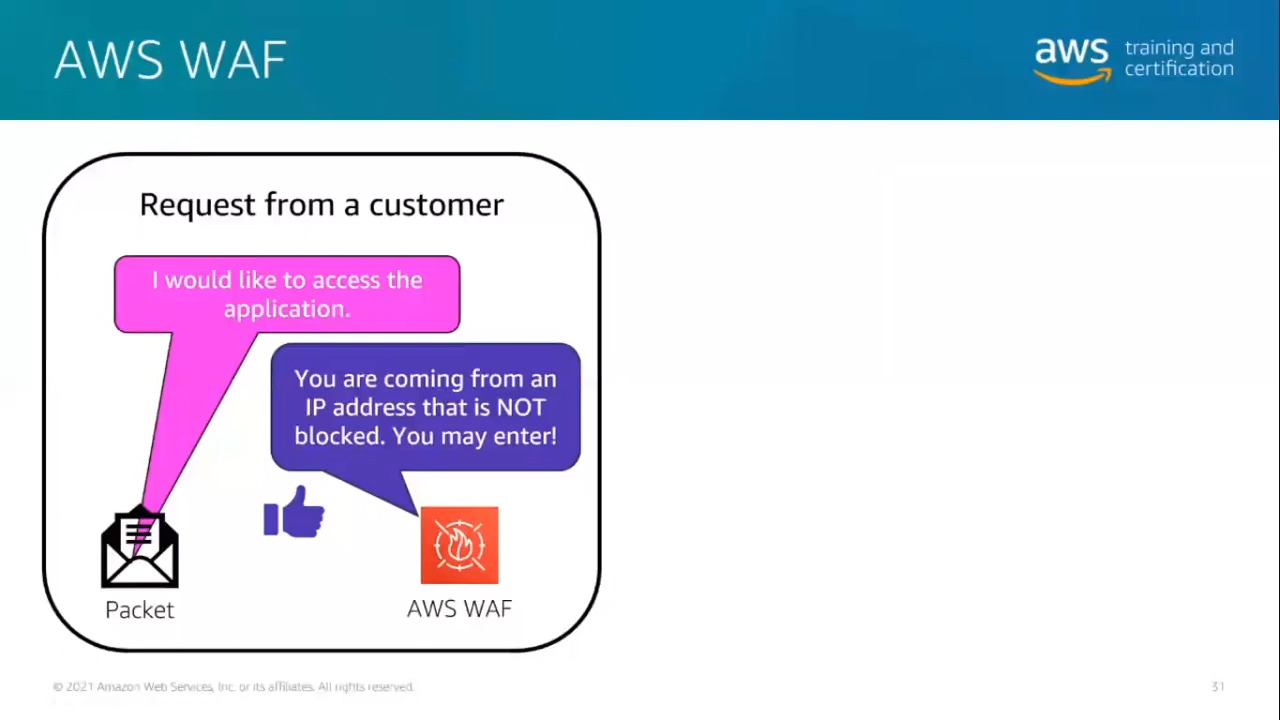 AWS WAF
aws training and
certification
Request from a customer
I would like to access the
application.
You are coming from an
IP address that is NOT
blocked. You may enter!
Packet
AWS WAF
© 2021 Amazon Web Services, Inc. or its affiliates. All rights reserved.
31